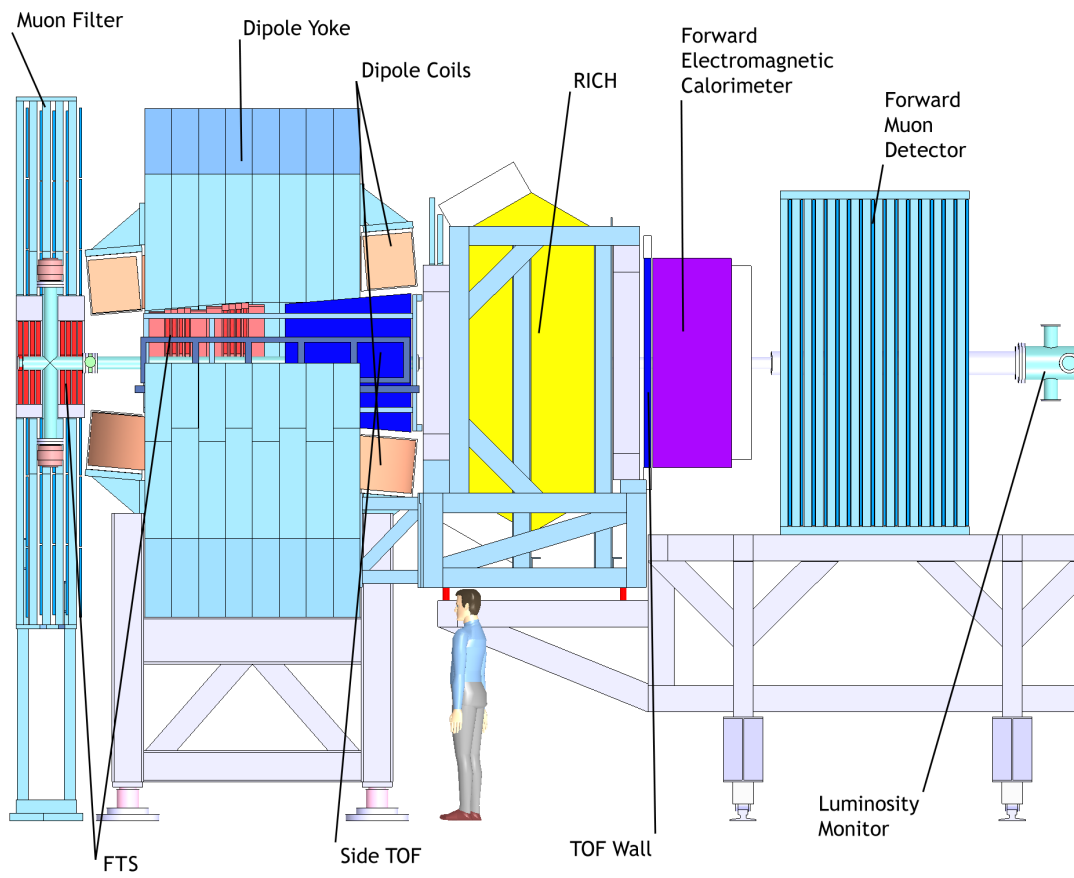 Muon Filter
Dipole Yoke
Dipole Coils
RICH
Forward
Electromagnetic
Calorimeter
Forward
Muon
Detector
FTS
Side TOF
TOF Wall
Luminosity
Monitor